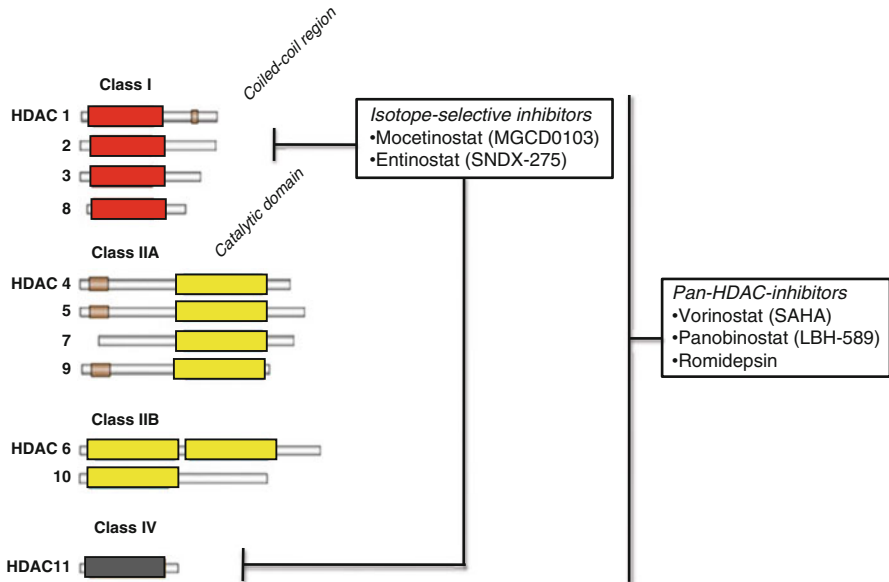 Coiled-coil region
Class I
HDAC 1
2
3
8
Catalytic domain
Class IIA
HDAC 4
5
7
9
Class IIB
HDAC 6
10
Class IV
HDAC11
Isotope-selective inhibitors
•Mocetinostat (MGCD0103)
•Entinostat (SNDX-275)
Pan-HDAC-inhibitors
•Vorinostat (SAHA)
•Panobinostat (LBH-589)
•Romidepsin